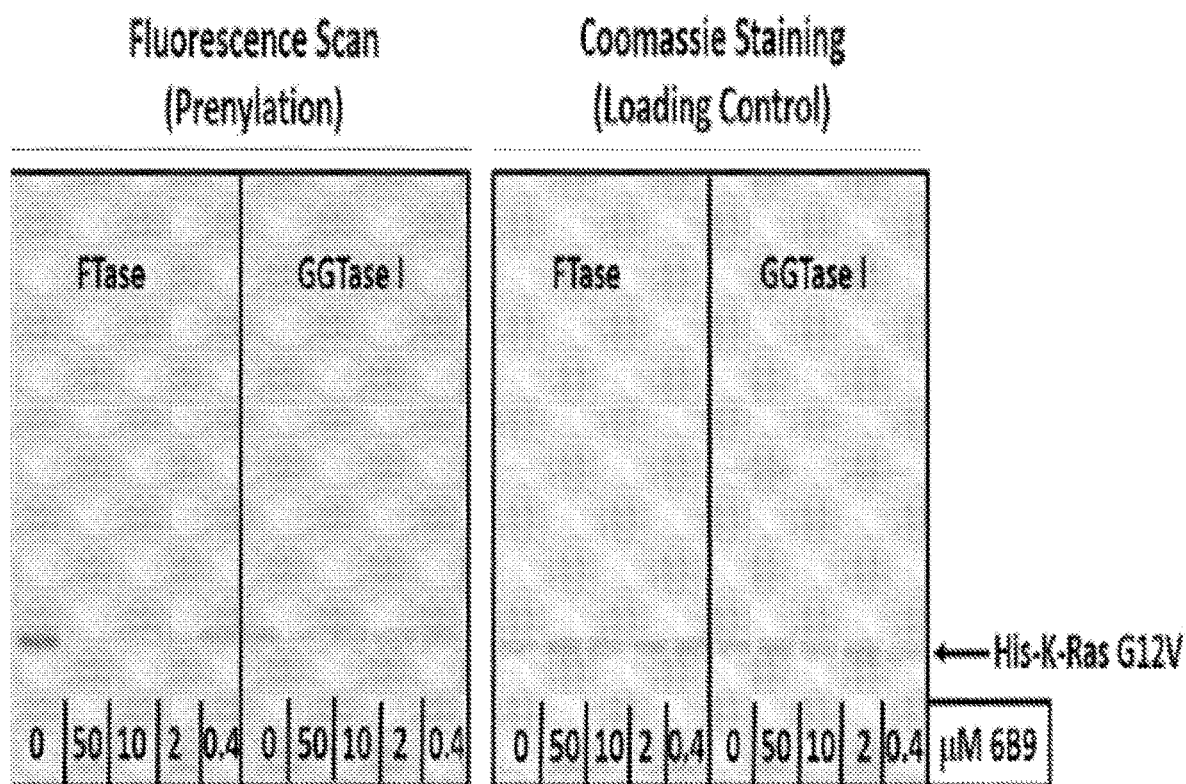 Fluorescence Scan
(Prenylation)
Coomassie Staining
(Loading Control)
FTase
GGTase I
FTase
GGTase I
His-K-Ras G12V
0 50 10 2 0.4 0 50 10 2 0.4
0 50 10 2 0.4 0 50 10 2 0.4
µM 6B9